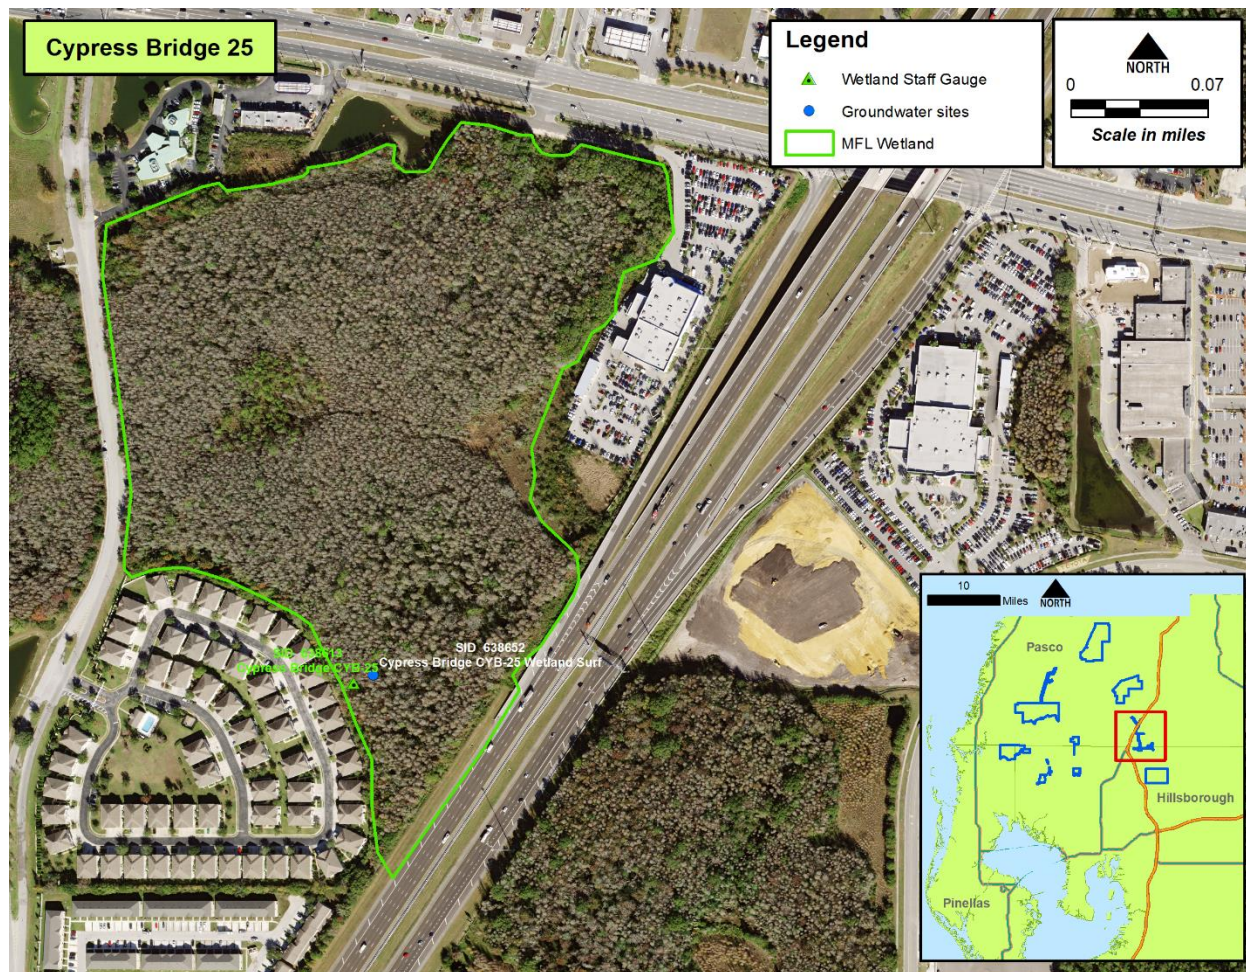 Cypress Bridge 25
Legend
Wetland Staff Gauge
Groundwater sites
MFL Wetland
NORTH
0 0.07
Scale in miles
SID 638652
Cypress Bridge CYB-25 Wetland Surf
Cypress Bridge CYB-25
10
Miles
NORTH
Pasco
Hillsborough
Pinellas